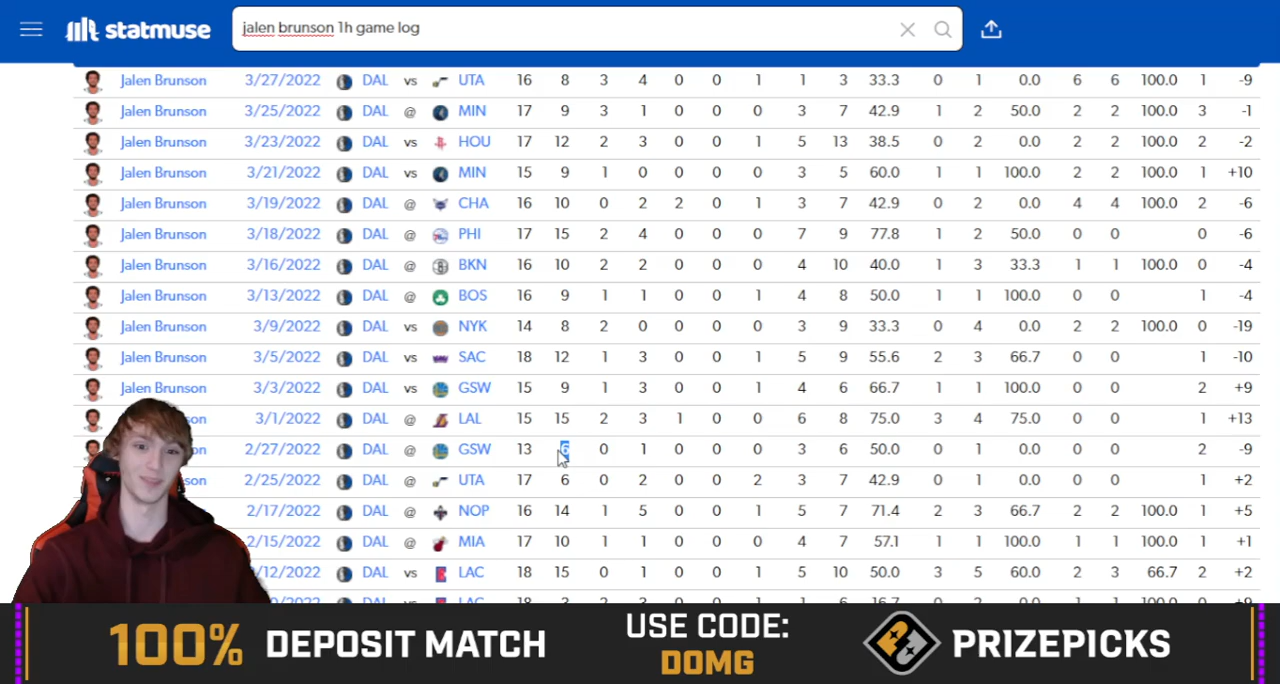 statmuse jalen brunson 1h game log
Jalen Brunson 3/27/2022 DAL vs UTA 16 8 3 4 0 0 1 1 3 33.3 0 1 0.0 6 6 100.0 1 -9
Jalen Brunson 3/25/2022 DAL @ MIN 17 9 3 1 0 0 0 3 7 42.9 1 2 50.0 2 2 100.0 3 -1
Jalen Brunson 3/23/2022 DAL vs HOU 17 12 2 3 0 0 1 5 13 38.5 0 2 0.0 2 2 100.0 2 -2
Jalen Brunson 3/21/2022 DAL vs MIN 15 9 1 0 0 0 0 3 5 60.0 1 1 100.0 2 2 100.0 1 +10
Jalen Brunson 3/19/2022 DAL @ CHA 16 10 0 2 2 0 1 3 7 42.9 0 2 0.0 4 4 100.0 2 -6
Jalen Brunson 3/18/2022 DAL @ PHI 17 15 2 4 0 0 0 7 9 77.8 1 2 50.0 0 0 0 -6
Jalen Brunson 3/16/2022 DAL @ BKN 16 10 2 2 0 0 0 4 10 40.0 1 3 33.3 1 1 100.0 0 -4
Jalen Brunson 3/13/2022 DAL @ BOS 16 9 1 1 0 0 1 4 8 50.0 1 1 100.0 0 0 1 -4
Jalen Brunson 3/9/2022 DAL vs NYK 14 8 2 0 0 0 0 3 9 33.3 0 4 0.0 2 2 100.0 0 -19
Jalen Brunson 3/5/2022 DAL vs SAC 18 12 1 3 0 0 1 5 9 55.6 2 3 66.7 0 0 1 -10
Jalen Brunson 3/3/2022 DAL vs GSW 15 9 1 3 0 0 1 4 6 66.7 1 1 100.0 0 0 2 +9
3/1/2022 DAL @ LAL 15 15 2 3 1 0 0 6 8 75.0 3 4 75.0 0 0 1 +13
2/27/2022 DAL @ GSW 13 6 0 1 0 0 0 3 6 50.0 0 1 0.0 0 0 2 -9
2/25/2022 DAL @ UTA 17 6 0 2 0 0 2 3 7 42.9 0 1 0.0 0 0 1 +2
2/17/2022 DAL @ NOP 16 14 1 5 0 0 1 5 7 71.4 2 3 66.7 2 2 100.0 1 +5
2/15/2022 DAL @ MIA 17 10 1 1 0 0 0 4 7 57.1 1 1 100.0 1 1 100.0 1 +1
/12/2022 DAL vs LAC 18 15 0 1 0 0 1 5 10 50.0 3 5 60.0 2 3 66.7 2 +2
100% DEPOSIT MATCH USE CODE: DOMG PRIZEPICKS